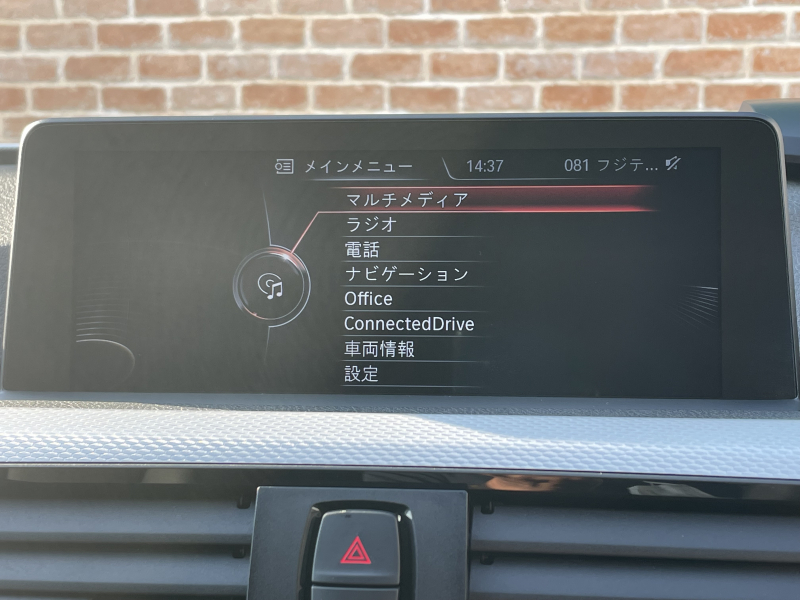 メインメニュー 14:37 081 フジテ...
マルチメディア
ラジオ
電話
ナビゲーション
Office
ConnectedDrive
車両情報
設定